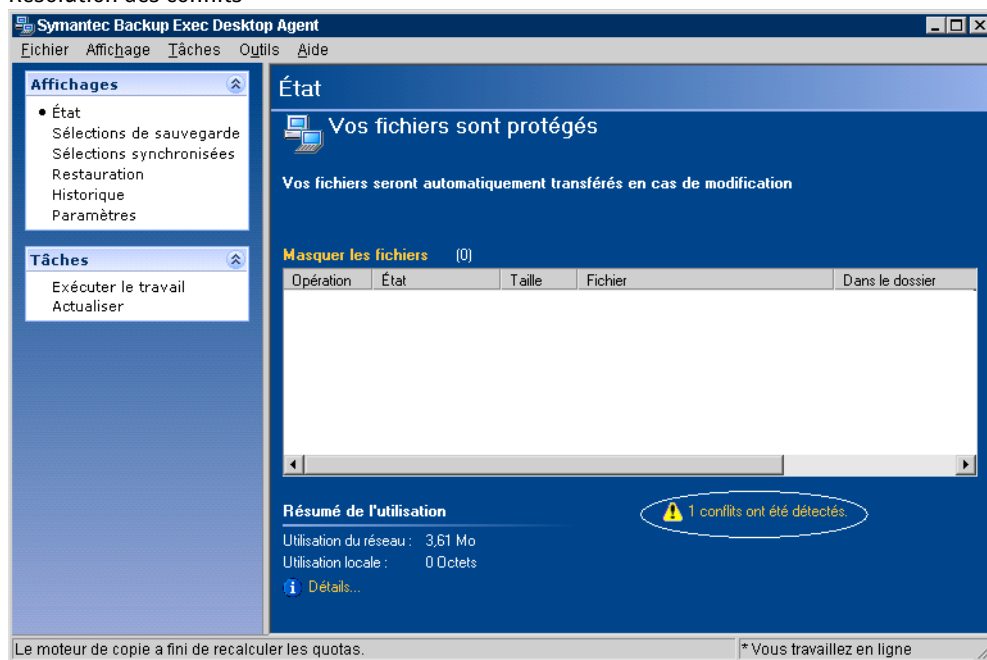 Résolution des conflits
Symantec Backup Exec Desktop Agent
Fichier Affichage Tâches Outils Aide
Affichages
État
Sélections de sauvegarde
Sélections synchronisées
Restauration
Historique
Paramètres
Tâches
Exécuter le travail
Actualiser
État
Vos fichiers sont protégés
Vos fichiers seront automatiquement transférés en cas de modification
Masquer les fichiers (0)
Opération État Taille Fichier Dans le dossier
Résumé de l'utilisation
1 conflits ont été détectés.
Utilisation du réseau : 3,61 Mo
Utilisation locale : 0 Octets
Détails...
Le moteur de copie a fini de recalculer les quotas.
* Vous travaillez en ligne